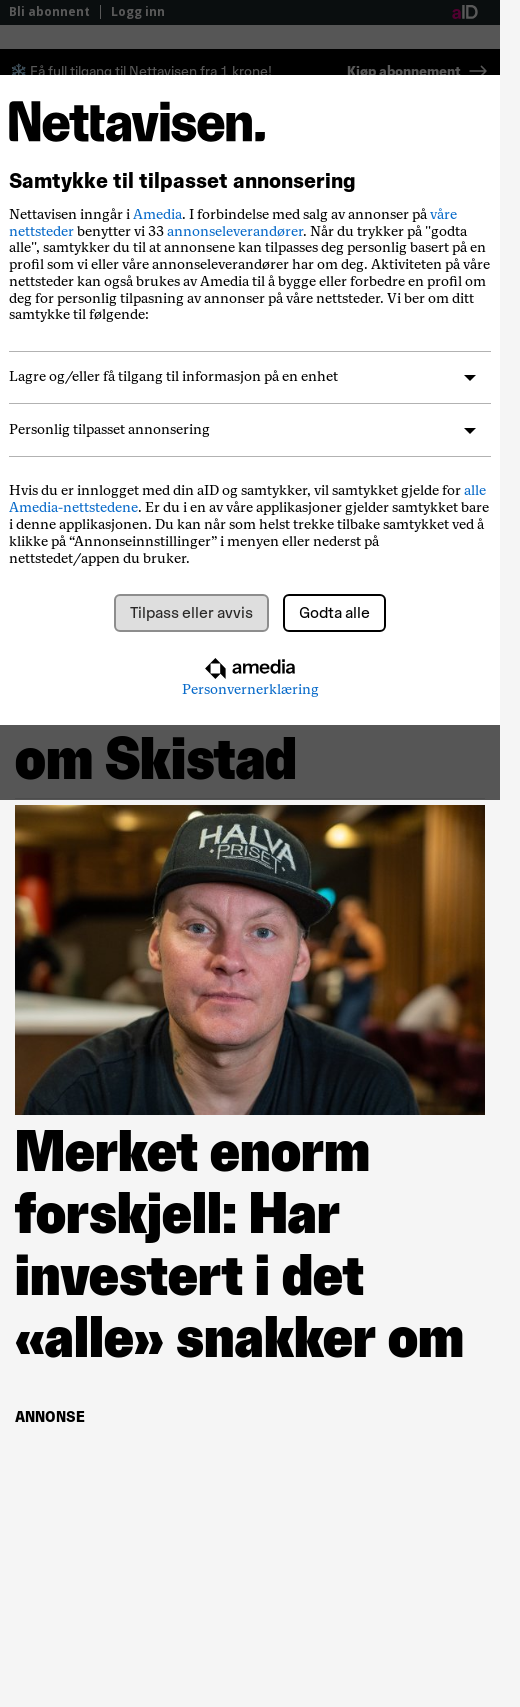 Bli abonnent
Logg inn
aID
Få full tilgang til Nettavisen fra 1 krone!
Kjøp abonnement
Nettavisen.
Samtykke til tilpasset annonsering
Nettavisen inngår i Amedia. I forbindelse med salg av annonser på våre
nettsteder benytter vi 33 annonseleverandører. Når du trykker på "godta
alle", samtykker du til at annonsene kan tilpasses deg personlig basert på en
profil som vi eller våre annonseleverandører har om deg. Aktiviteten på våre
nettsteder kan også brukes av Amedia til å bygge eller forbedre en profil om
deg for personlig tilpasning av annonser på våre nettsteder. Vi ber om ditt
samtykke til følgende:
Lagre og/eller få tilgang til informasjon på en enhet
Personlig tilpasset annonsering
Hvis du er innlogget med din aID og samtykker, vil samtykket gjelde for alle
Amedia-nettstedene. Er du i en av våre applikasjoner gjelder samtykket bare
i denne applikasjonen. Du kan når som helst trekke tilbake samtykket ved å
klikke på “Annonseinnstillinger” i menyen eller nederst på
nettstedet/appen du bruker.
Tilpass eller avvis
Godta alle
amedia
Personvernerklæring
om Skistad
HALVA
PRISET
Merket enorm
forskjell: Har
investert i det
«alle» snakker om
ANNONSE